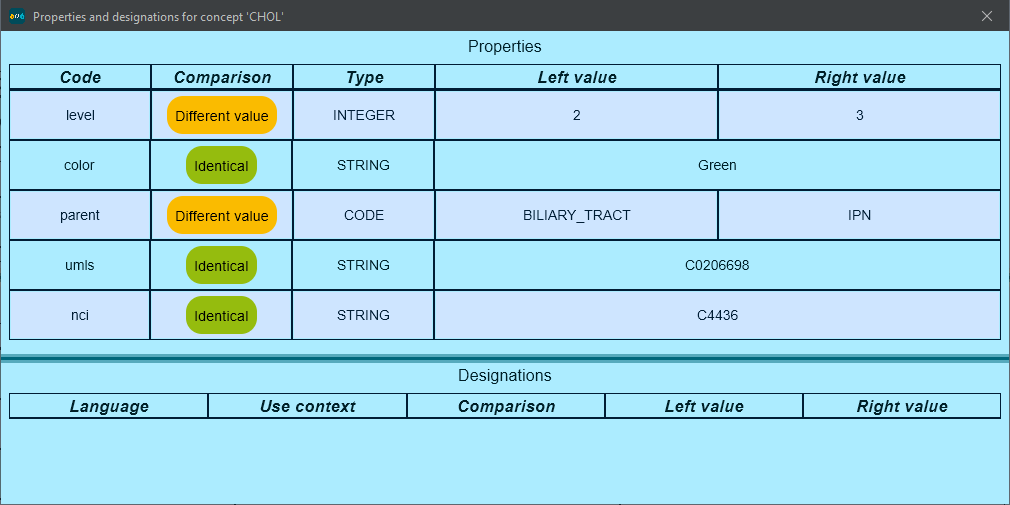 Properties and designations for concept 'CHOL'
Properties
Code Comparison Type Left value Right value
level Different value INTEGER 2 3
color Identical STRING Green
parent Different value CODE BILIARY_TRACT IPN
umls Identical STRING C0206698
nci Identical STRING C4436
Designations
Language Use context Comparison Left value Right value